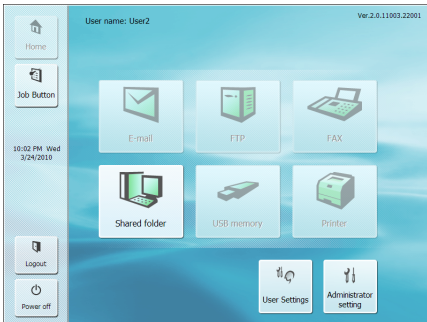 User name: User2
Ver.2.0.11003.22001
Home
Job Button
10:02 PM Wed
3/24/2010
Logout
Power off
E-mail
FTP
FAX
Shared folder
USB memory
Printer
User Settings
Administrator
setting